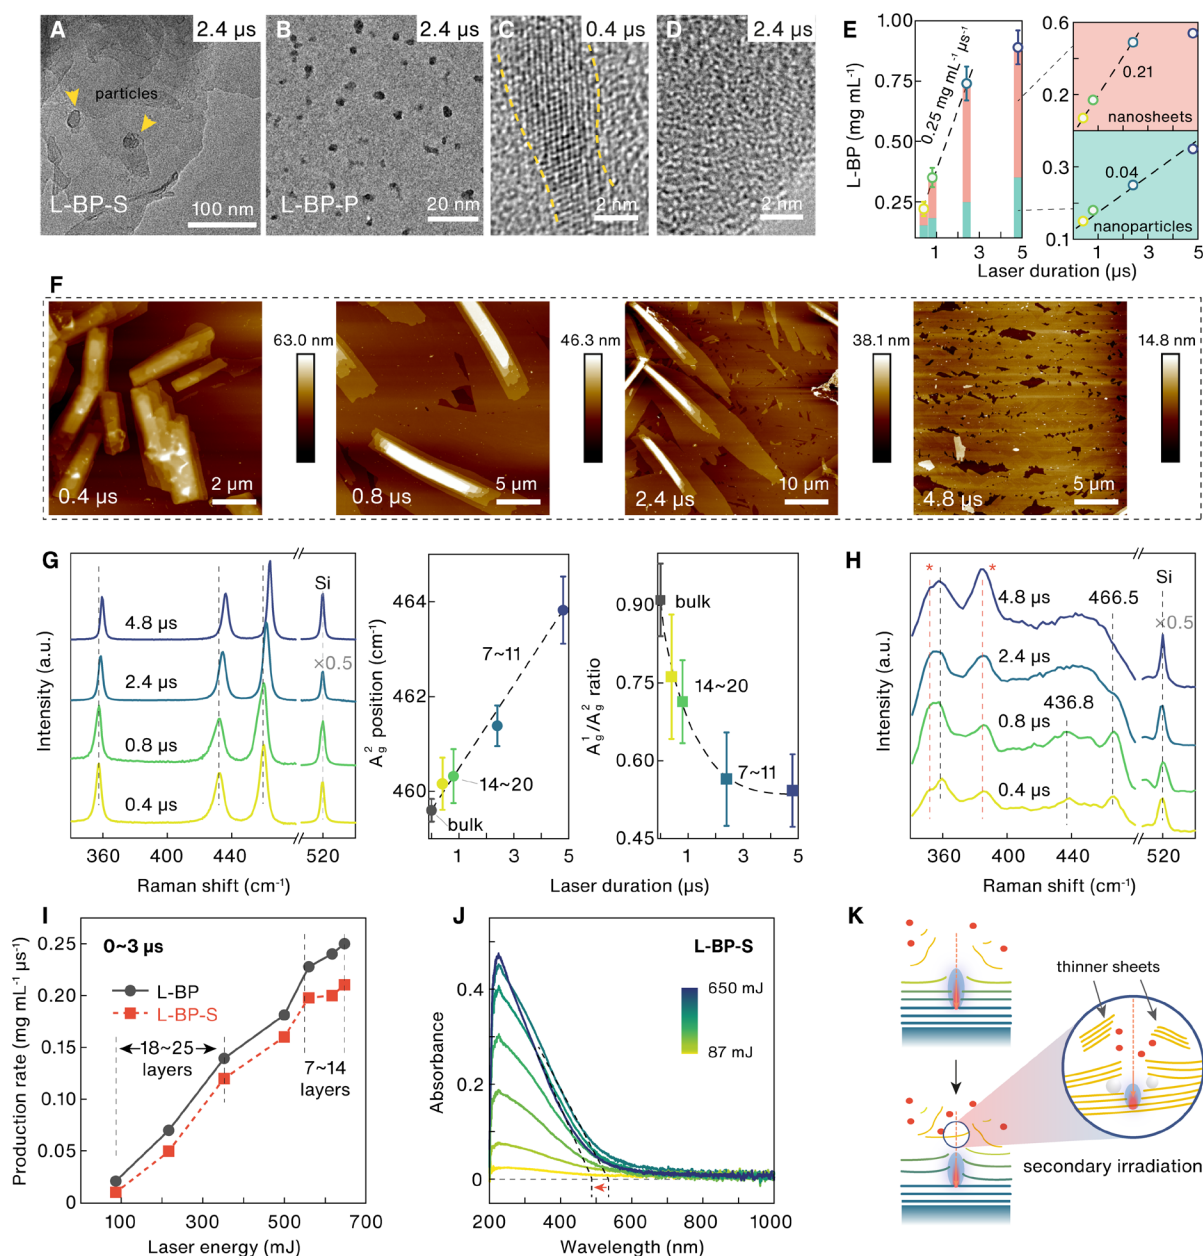 A
2.4 μs
particles
L-BP-S
100 nm
B
2.4 μs
L-BP-P
20 nm
C
0.4 μs
2 nm
D
2.4 μs
2 nm
E
L-BP (mg mL⁻¹)
1.00
0.75
0.50
0.25
0.25 mg mL⁻¹ μs⁻¹
1 3 5
0.6
0.2
0.21
nanosheets
0.3
0.1
0.04
nanoparticles
1 3 5
Laser duration (μs)
F
0.4 μs
2 μm
63.0 nm
0.8 μs
5 μm
46.3 nm
2.4 μs
10 μm
38.1 nm
4.8 μs
5 μm
14.8 nm
G
Intensity (a.u.)
Si
4.8 μs
×0.5
2.4 μs
0.8 μs
0.4 μs
360 400 440 520
Raman shift (cm⁻¹)
A_g² position (cm⁻¹)
464
462
460
7~11
14~20
bulk
1 3 5
A_g¹/A_g² ratio
0.90
0.75
0.60
0.45
bulk
14~20
7~11
1 3 5
Laser duration (μs)
H
Intensity (a.u.)
* *
Si
4.8 μs
466.5
×0.5
2.4 μs
436.8
0.8 μs
0.4 μs
360 400 440 520
Raman shift (cm⁻¹)
I
Production rate (mg mL⁻¹ μs⁻¹)
0.25
0.20
0.15
0.10
0.05
0
0~3 μs
L-BP
L-BP-S
18~25
layers
7~14
layers
100 300 500 700
Laser energy (mJ)
J
Absorbance
0.4
0.2
0
L-BP-S
650 mJ
87 mJ
200 400 600 800 1000
Wavelength (nm)
K
thinner sheets
secondary irradiation